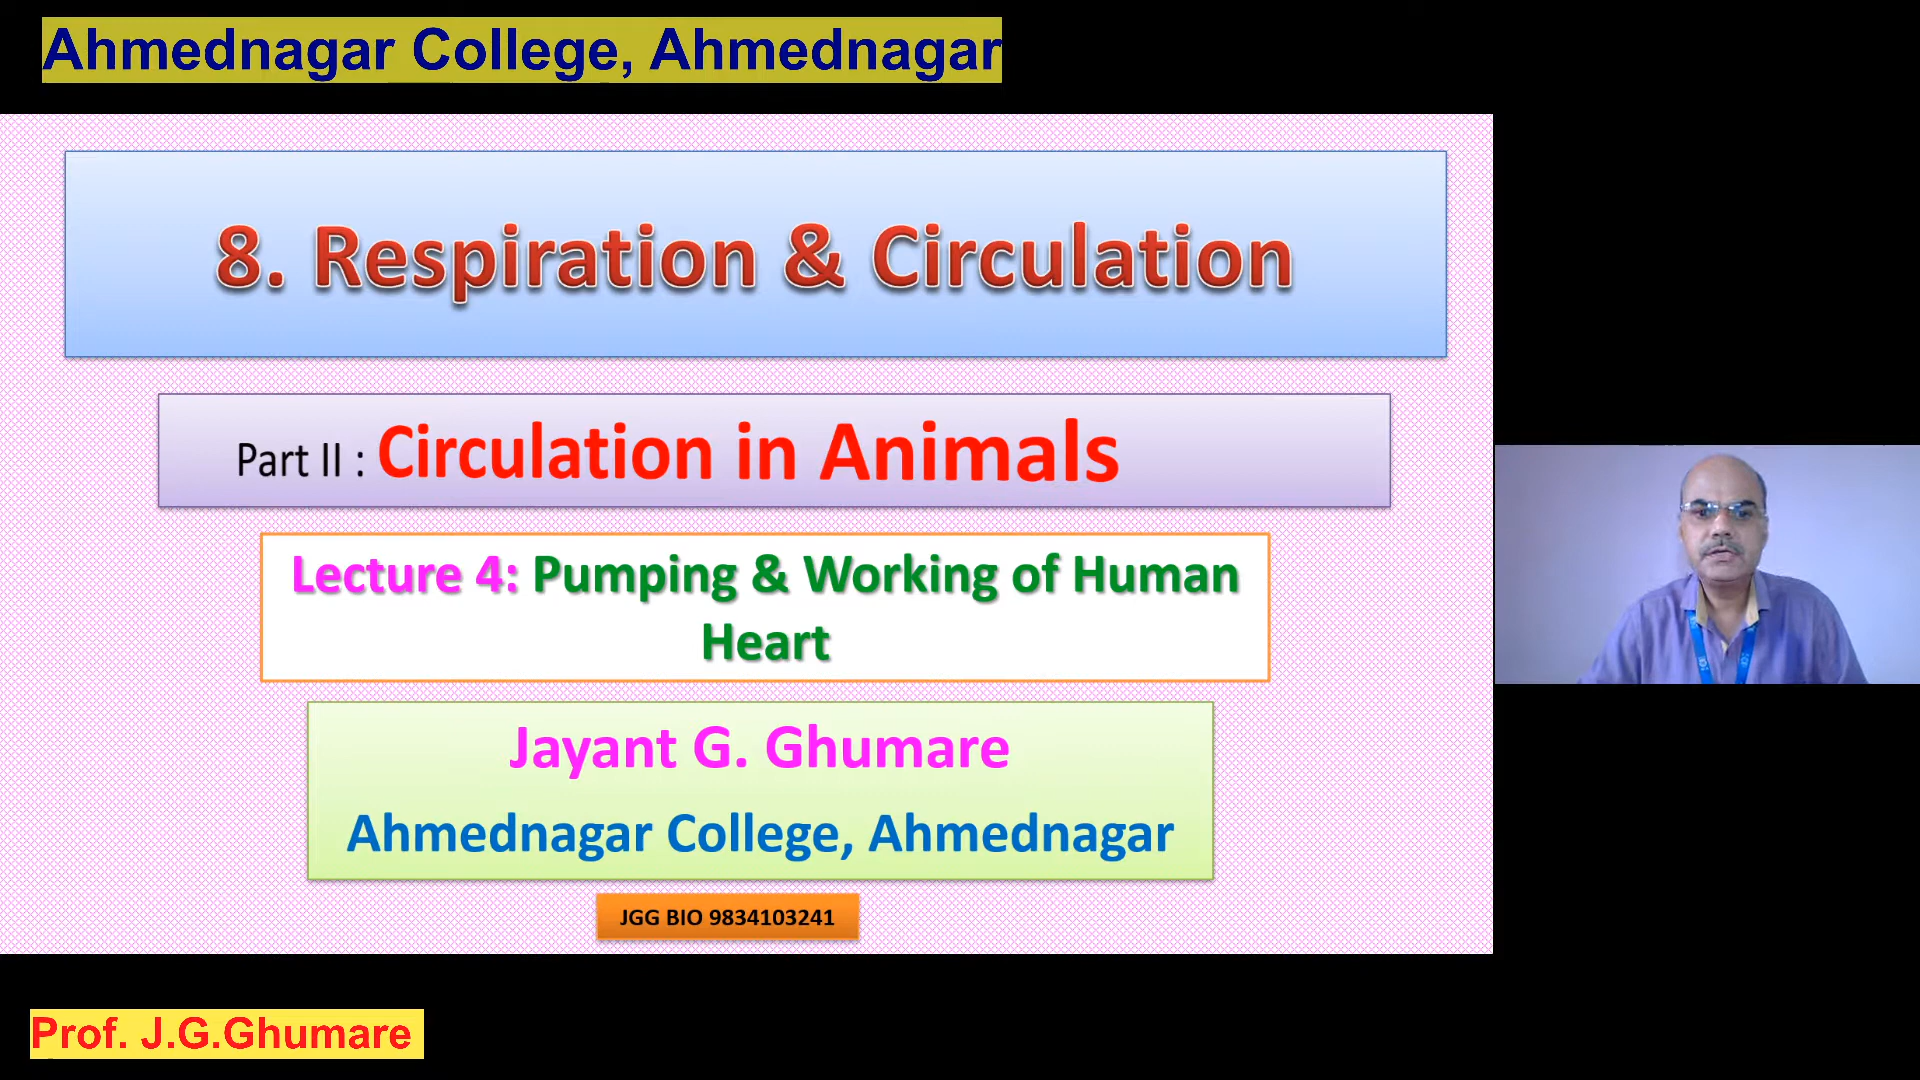 Ahmednagar College, Ahmednagar
8. Respiration & Circulation
Part II : Circulation in Animals
Lecture 4: Pumping & Working of Human
Heart
Jayant G. Ghumare
Ahmednagar College, Ahmednagar
JGG BIO 9834103241
Prof. J.G.Ghumare